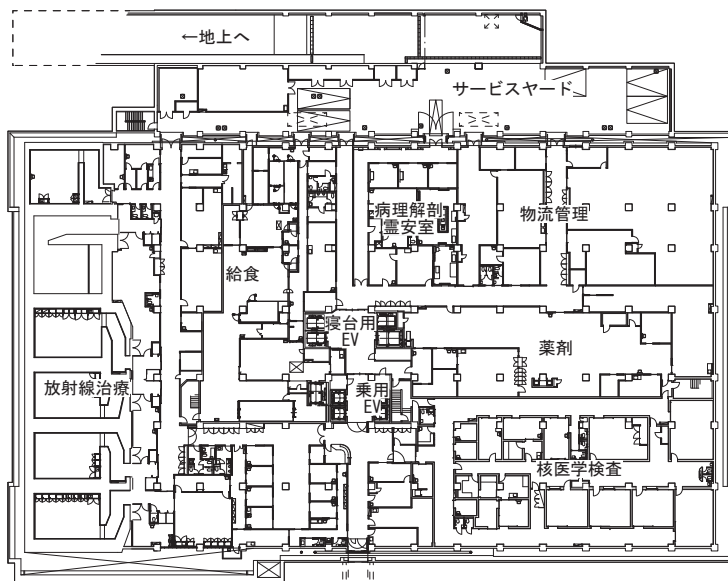 ←地上へ
サービスヤード
病理解剖
霊安室
物流管理
給食
寝台用
EV
薬剤
放射線治療
乗用
EV
核医学検査